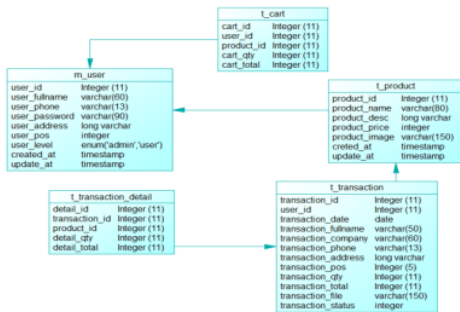 t_cart
cart_id Integer (11)
user_id Integer (11)
product_id Integer (11)
cart_qty Integer (11)
cart_total Integer (11)
m_user
user_id Integer (11)
user_fullname varchar(60)
user_phone varchar(13)
user_password varchar(90)
user_address long varchar
user_pos integer
user_level enum('admin','user')
created_at timestamp
update_at timestamp
t_product
product_id Integer (11)
product_name varchar(80)
product_desc long varchar
product_price integer
product_image varchar(150)
creted_at timestamp
update_at timestamp
t_transaction_detail
detail_id Integer (11)
transaction_id Integer (11)
product_id Integer (11)
detail_qty Integer (11)
detail_total Integer (11)
t_transaction
transaction_id Integer (11)
user_id Integer (11)
transaction_date date
transaction_fullname varchar(50)
transaction_company varchar(60)
transaction_phone varchar(13)
transaction_address long varchar
transaction_pos Integer (5)
transaction_qty Integer (11)
transaction_total Integer (11)
transaction_file varchar(150)
transaction_status integer